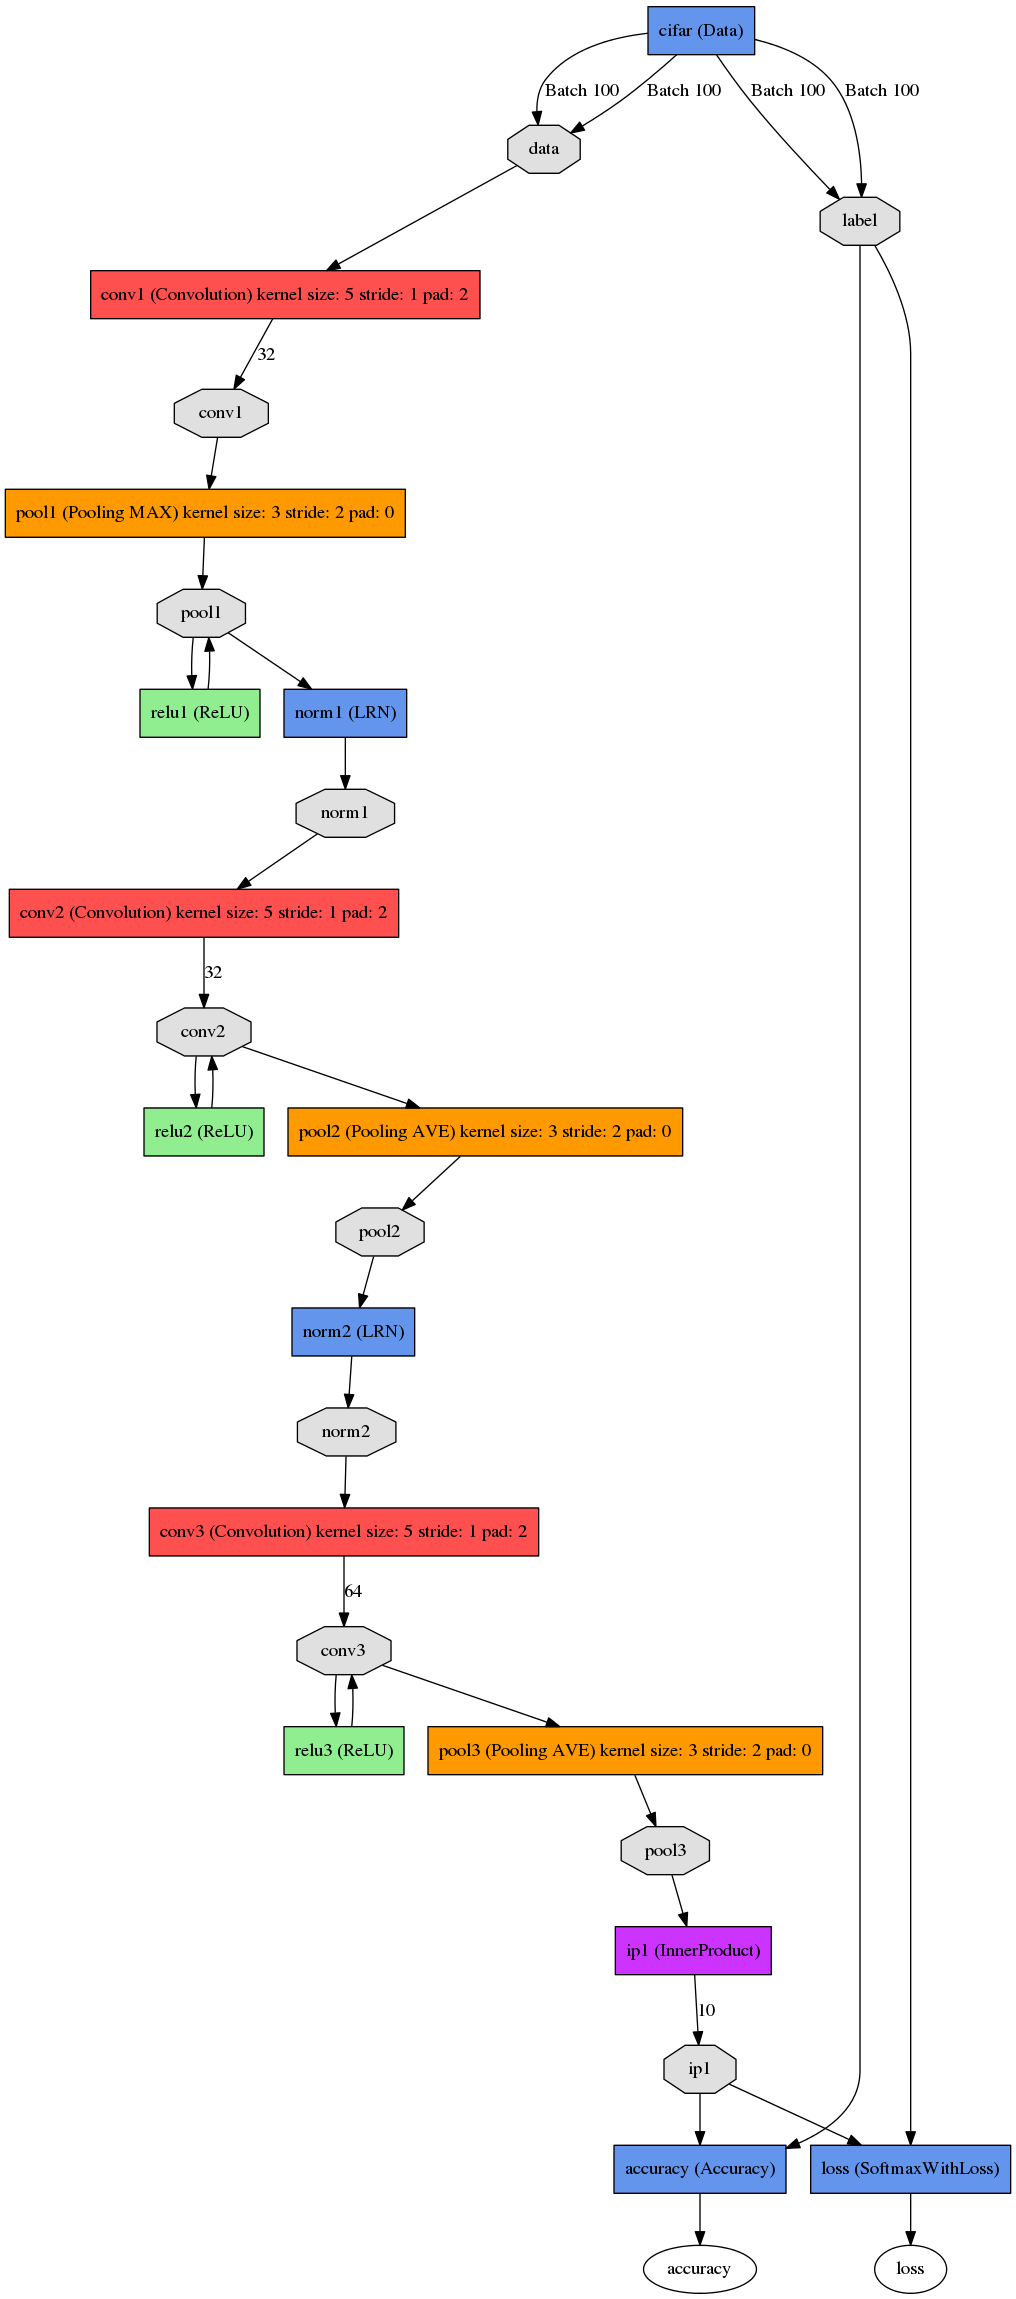 cifar (Data)
Batch 100
Batch 100
Batch 100
Batch 100
data
label
conv1 (Convolution) kernel size: 5 stride: 1 pad: 2
32
conv1
pool1 (Pooling MAX) kernel size: 3 stride: 2 pad: 0
pool1
relu1 (ReLU)
norm1 (LRN)
norm1
conv2 (Convolution) kernel size: 5 stride: 1 pad: 2
32
conv2
relu2 (ReLU)
pool2 (Pooling AVE) kernel size: 3 stride: 2 pad: 0
pool2
norm2 (LRN)
norm2
conv3 (Convolution) kernel size: 5 stride: 1 pad: 2
64
conv3
relu3 (ReLU)
pool3 (Pooling AVE) kernel size: 3 stride: 2 pad: 0
pool3
ip1 (InnerProduct)
10
ip1
accuracy (Accuracy)
loss (SoftmaxWithLoss)
accuracy
loss